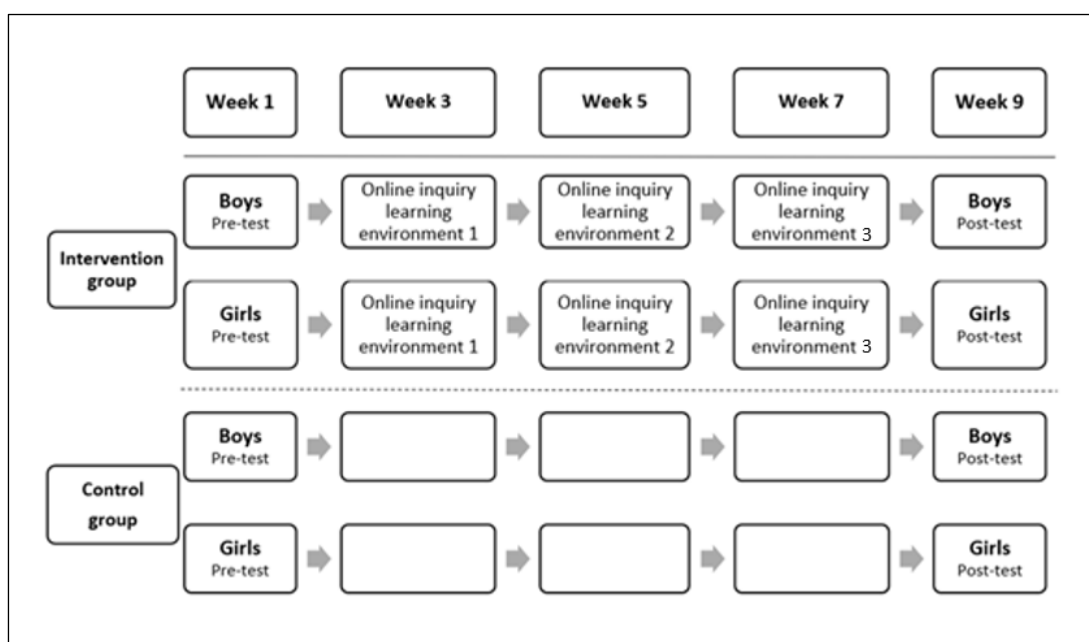 Week 1
Week 3
Week 5
Week 7
Week 9
Intervention
group
Boys
Pre-test
Online inquiry
learning
environment 1
Online inquiry
learning
environment 2
Online inquiry
learning
environment 3
Boys
Post-test
Girls
Pre-test
Online inquiry
learning
environment 1
Online inquiry
learning
environment 2
Online inquiry
learning
environment 3
Girls
Post-test
Control
group
Boys
Pre-test
Boys
Post-test
Girls
Pre-test
Girls
Post-test